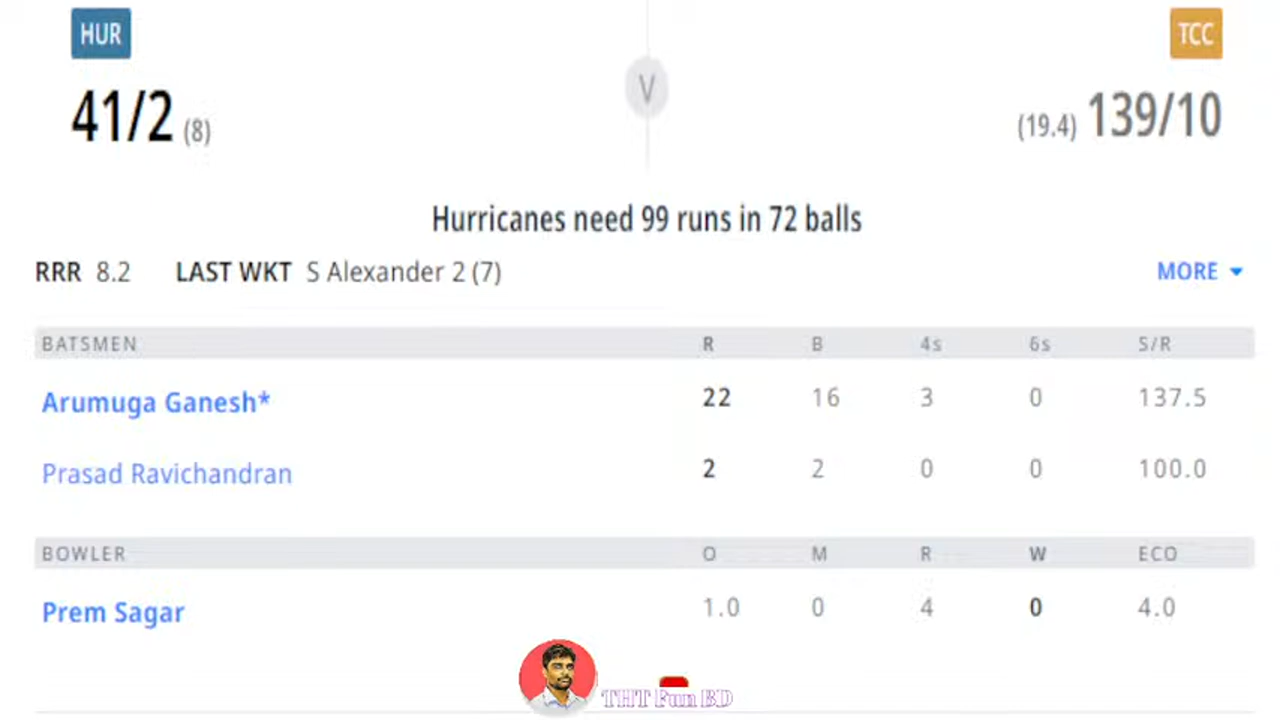 HUR TCC
41/2 (8) V (19.4) 139/10
Hurricanes need 99 runs in 72 balls
RRR 8.2 LAST WKT S Alexander 2 (7) MORE
BATSMEN R B 4s 6s S/R
Arumuga Ganesh* 22 16 3 0 137.5
Prasad Ravichandran 2 2 0 0 100.0
BOWLER O M R W ECO
Prem Sagar 1.0 0 4 0 4.0
THT Fun BD